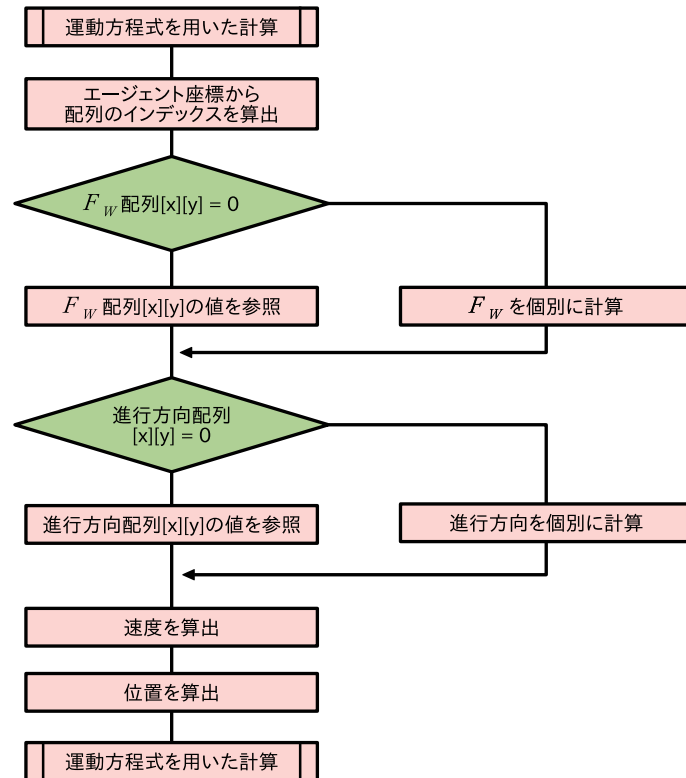 運動方程式を用いた計算
エージェント座標から
配列のインデックスを算出
F W 配列[x][y] = 0
F W 配列[x][y]の値を参照
F W を個別に計算
進行方向配列
[x][y] = 0
進行方向配列[x][y]の値を参照
進行方向を個別に計算
速度を算出
位置を算出
運動方程式を用いた計算